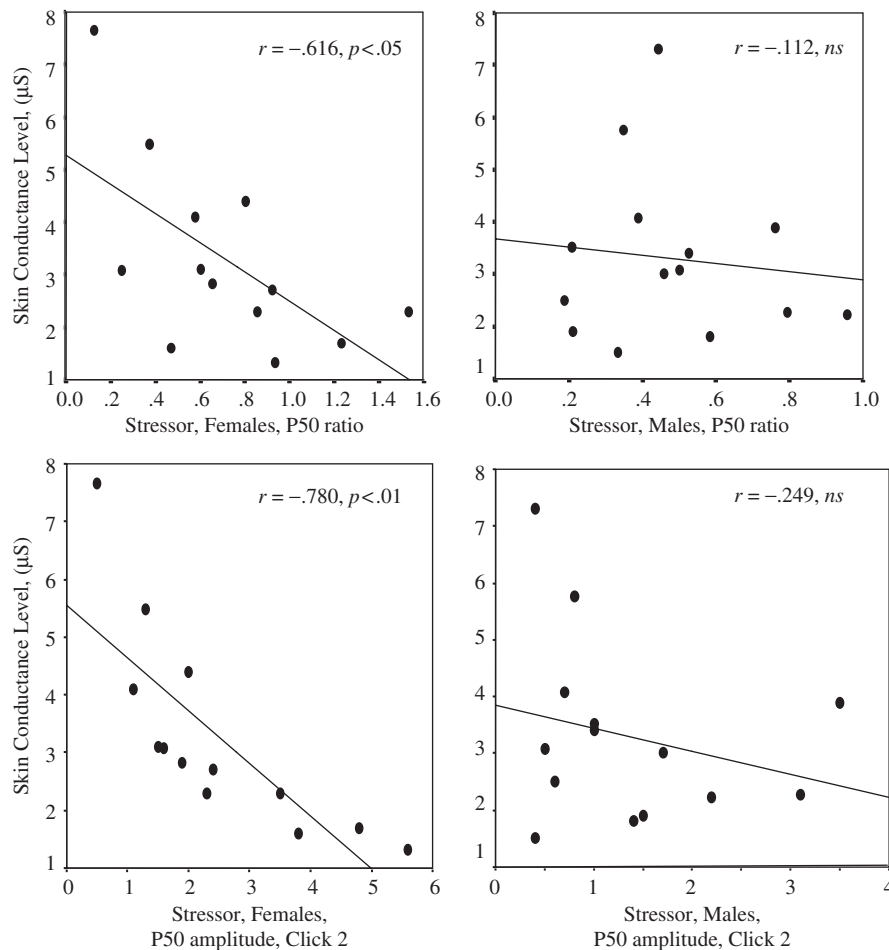 8
7
6
5
4
3
2
1
Skin Conductance Level, (µS)
r = –.616, p<.05
0.0 .2 .4 .6 .8 1.0 1.2 1.4 1.6
Stressor, Females, P50 ratio
8
7
6
5
4
3
2
1
r = –.112, ns
0.0 .2 .4 .6 .8 1.0
Stressor, Males, P50 ratio
8
7
6
5
4
3
2
1
Skin Conductance Level, (µS)
r = –.780, p<.01
0 1 2 3 4 5 6
Stressor, Females,
P50 amplitude, Click 2
8
7
6
5
4
3
2
1
r = –.249, ns
0 1 2 3 4
Stressor, Males,
P50 amplitude, Click 2